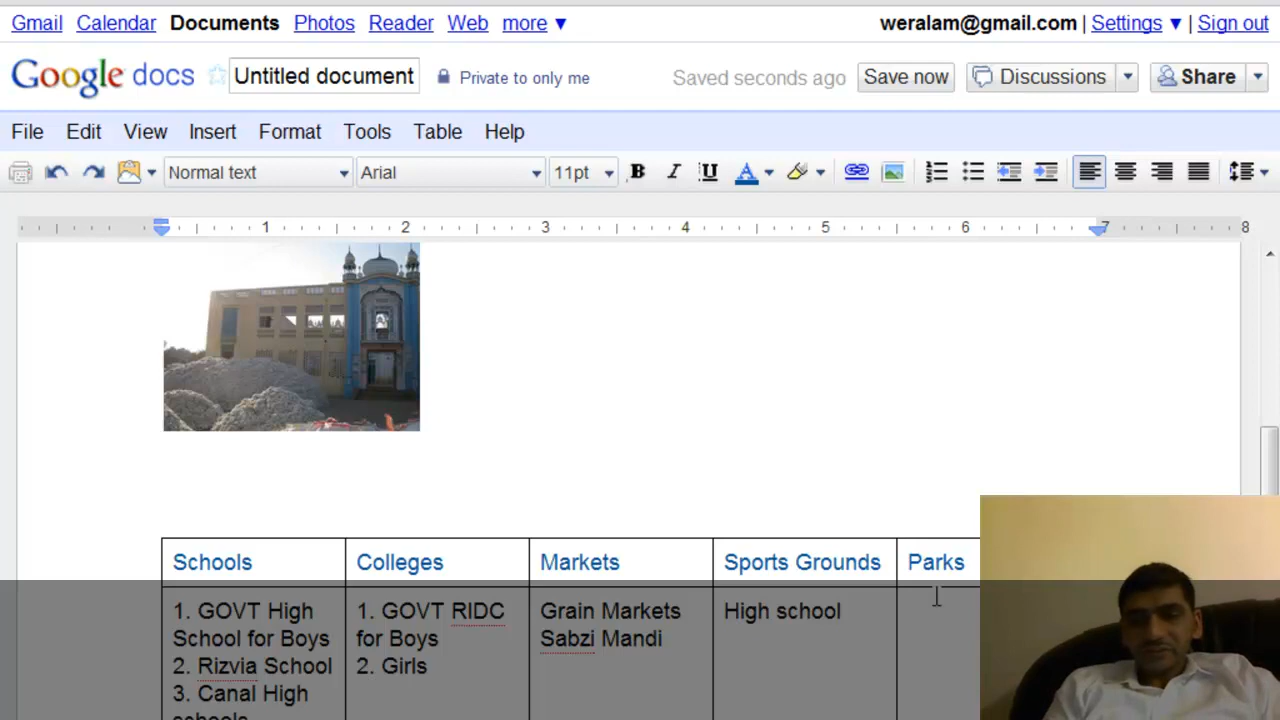 Gmail Calendar Documents Photos Reader Web more ▼ weralam@gmail.com | Settings ▼ | Sign out
Google docs Untitled document Private to only me Saved seconds ago Save now Discussions Share
File Edit View Insert Format Tools Table Help
Normal text Arial 11pt B I U A
1 2 3 4 5 6 7 8
Schools Colleges Markets Sports Grounds Parks
1. GOVT High 1. GOVT RIDC Grain Markets High school
School for Boys for Boys Sabzi Mandi
2. Rizvia School 2. Girls
3. Canal High
schools